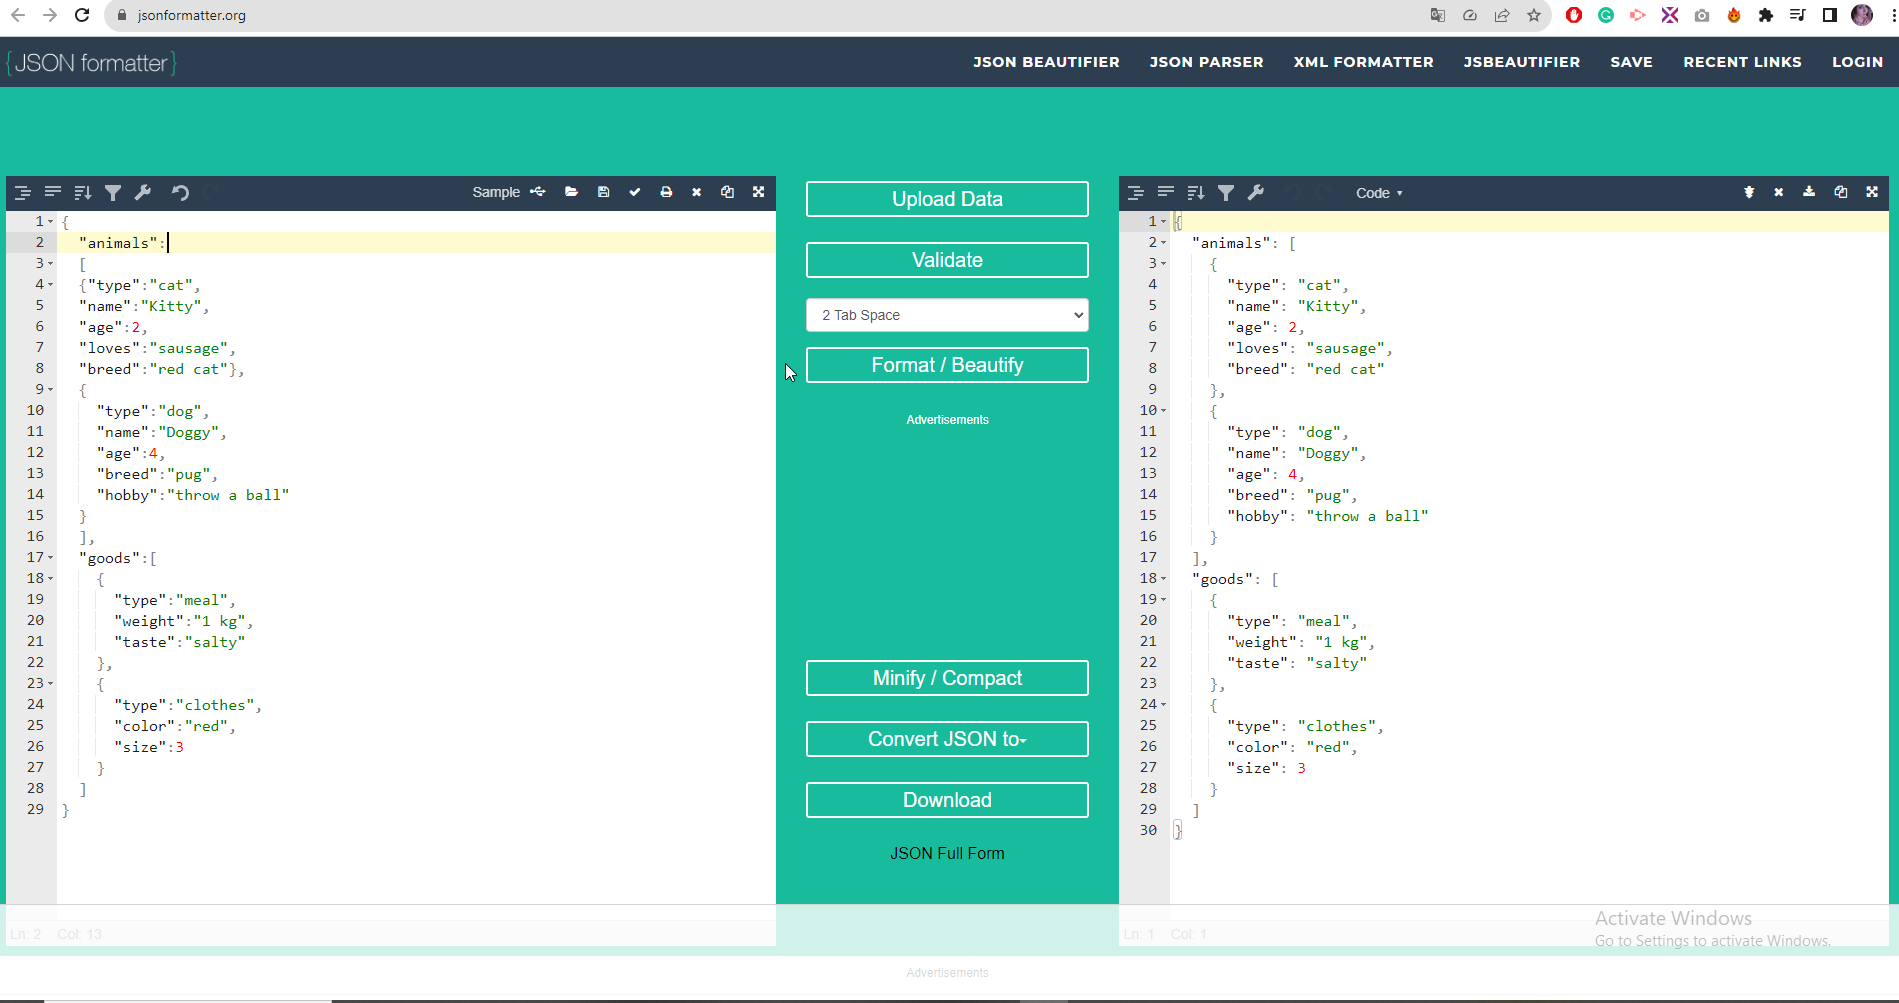 jsonformatter.org
{JSON formatter}
JSON BEAUTIFIER JSON PARSER XML FORMATTER JSBEAUTIFIER SAVE RECENT LINKS LOGIN
Sample
1 {
2 "animals":
3 [
4 {"type":"cat",
5 "name":"Kitty",
6 "age":2,
7 "loves":"sausage",
8 "breed":"red cat"},
9 {
10 "type":"dog",
11 "name":"Doggy",
12 "age":4,
13 "breed":"pug",
14 "hobby":"throw a ball"
15 }
16 ],
17 "goods":[
18 {
19 "type":"meal",
20 "weight":"1 kg",
21 "taste":"salty"
22 },
23 {
24 "type":"clothes",
25 "color":"red",
26 "size":3
27 }
28 ]
29 }
Ln: 2 Col: 13
Upload Data
Validate
2 Tab Space
Format / Beautify
Advertisements
Minify / Compact
Convert JSON to
Download
JSON Full Form
Code
1 {
2 "animals": [
3 {
4 "type": "cat",
5 "name": "Kitty",
6 "age": 2,
7 "loves": "sausage",
8 "breed": "red cat"
9 },
10 {
11 "type": "dog",
12 "name": "Doggy",
13 "age": 4,
14 "breed": "pug",
15 "hobby": "throw a ball"
16 }
17 ],
18 "goods": [
19 {
20 "type": "meal",
21 "weight": "1 kg",
22 "taste": "salty"
23 },
24 {
25 "type": "clothes",
26 "color": "red",
27 "size": 3
28 }
29 ]
30 }
Ln: 1 Col: 1
Activate Windows
Go to Settings to activate Windows.
Advertisements